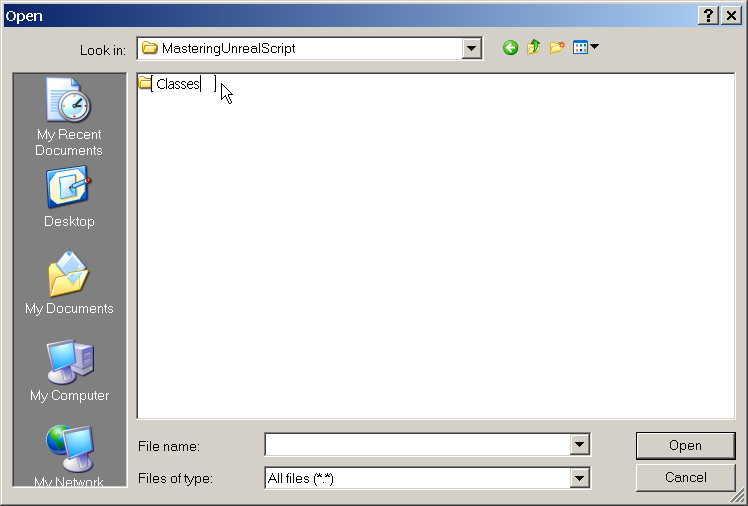 Open
Look in:
MasteringUnrealScript
Classes
My Recent
Documents
Desktop
My Documents
My Computer
My Network
File name:
Open
Files of type:
All files (*.*)
Cancel